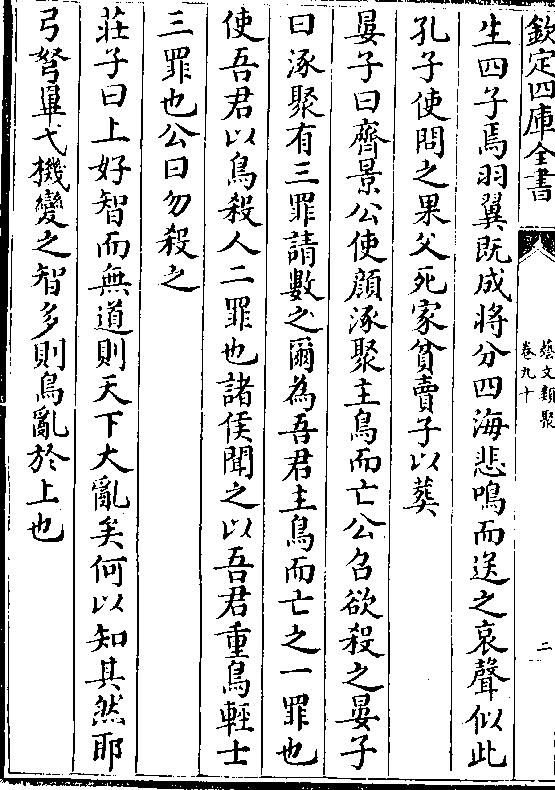 欽定四庫全書
藝文類聚
卷九十
二
生四子焉羽翼既成將分四海悲鳴而送之哀聲似此
孔子使問之果父死家貧賣子以葬
晏子曰齊景公使顔涿聚主鳥而亡公召欲殺之晏子
曰涿聚有三罪請數之爾為吾君主鳥而亡之一罪也
使吾君以鳥殺人二罪也諸侯聞之以吾君重鳥輕士
三罪也公曰勿殺之
莊子曰上好智而無道則天下大亂矣何以知其然耶
弓弩畢弋機變之智多則鳥亂於上也